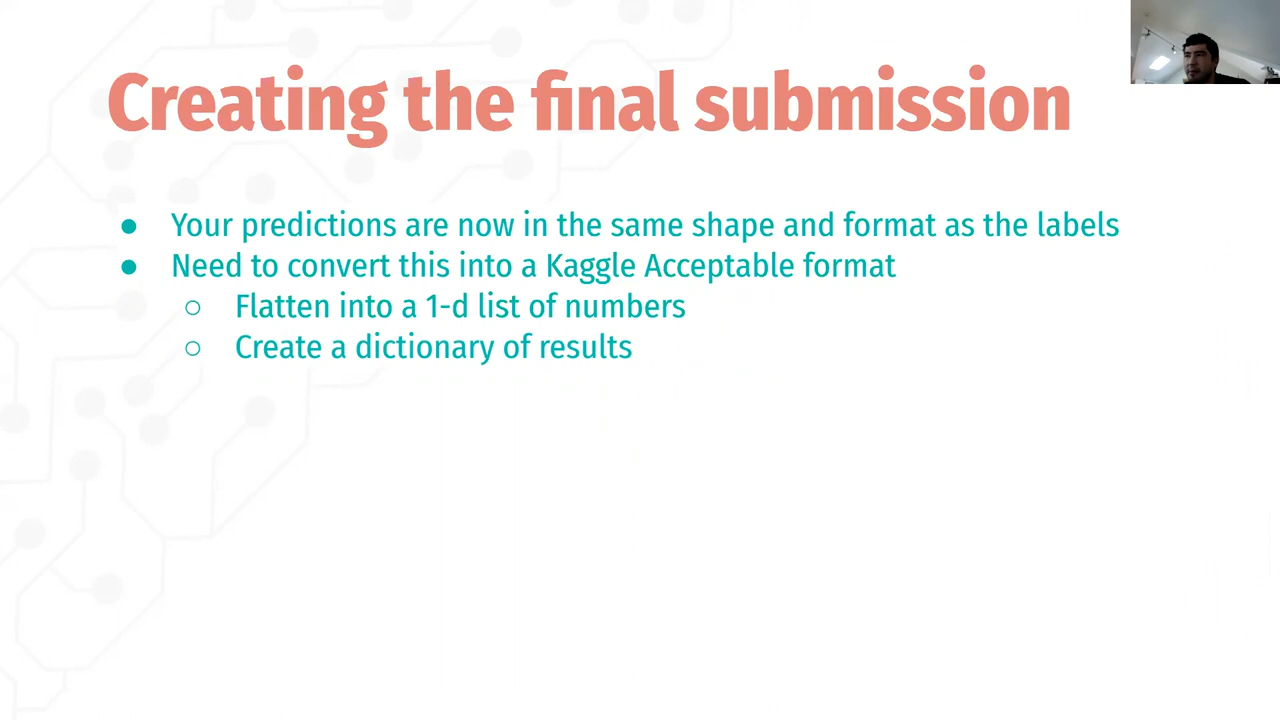 Creating the final submission
● Your predictions are now in the same shape and format as the labels
● Need to convert this into a Kaggle Acceptable format
○ Flatten into a 1-d list of numbers
○ Create a dictionary of results